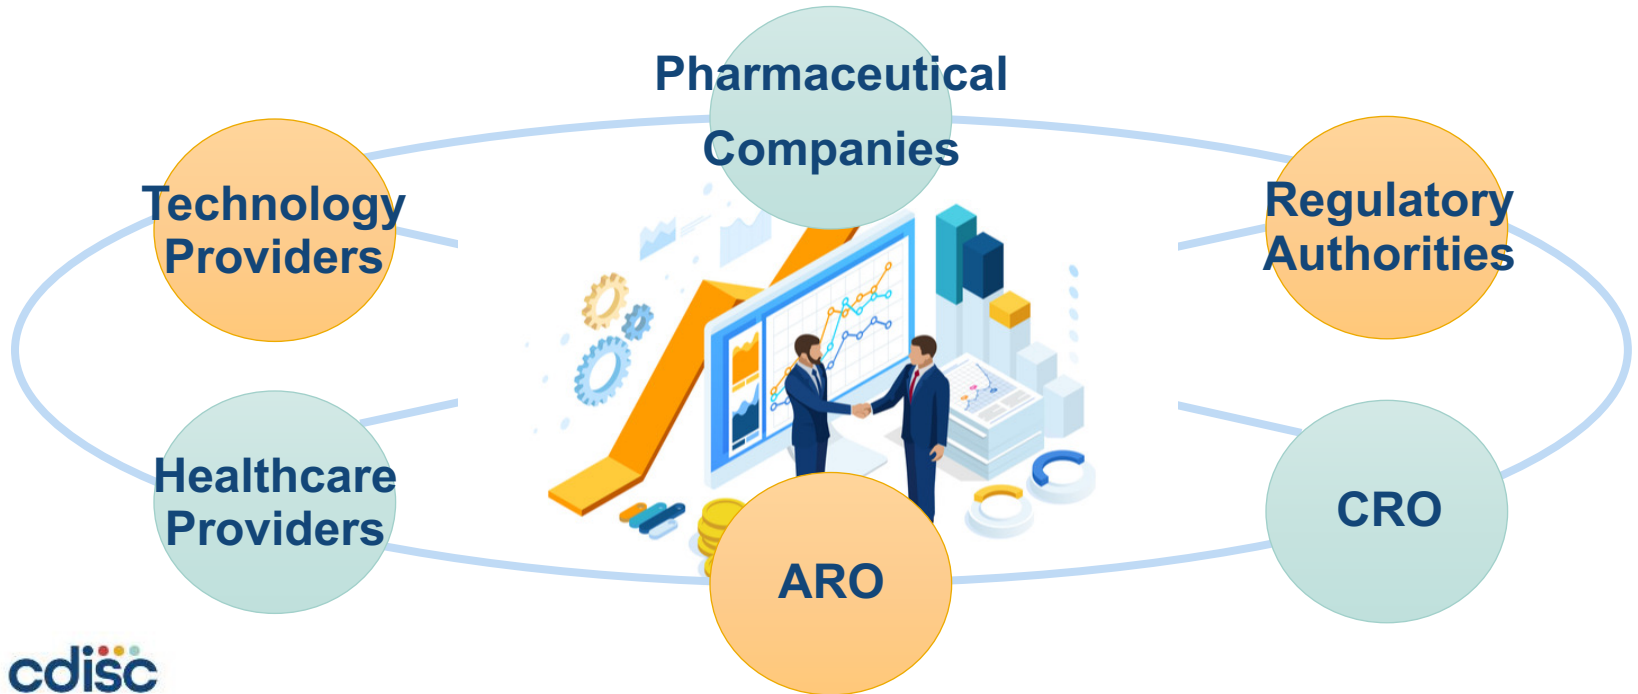 Pharmaceutical
Companies
Technology
Providers
Regulatory
Authorities
Healthcare
Providers
CRO
ARO
cdisc